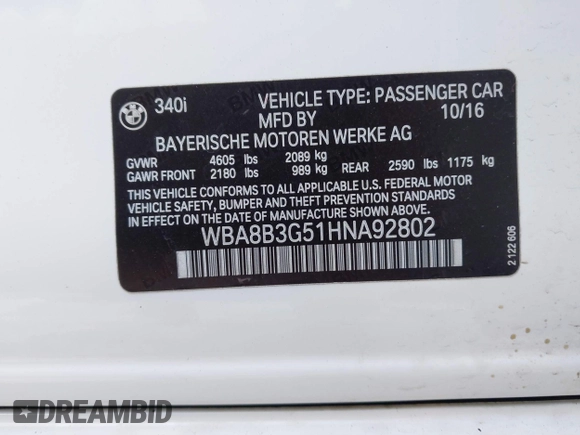 340i VEHICLE TYPE: PASSENGER CAR
MFD BY 10/16
BAYERISCHE MOTOREN WERKE AG
GVWR 4605 lbs 2089 kg
GAWR FRONT 2180 lbs 989 kg REAR 2590 lbs 1175 kg
THIS VEHICLE CONFORMS TO ALL APPLICABLE U.S. FEDERAL MOTOR
VEHICLE SAFETY, BUMPER AND THEFT PREVENTION STANDARDS
IN EFFECT ON THE DATE OF MANUFACTURE SHOWN ABOVE.
WBA8B3G51HNA92802
2 122 606
DREAMBID